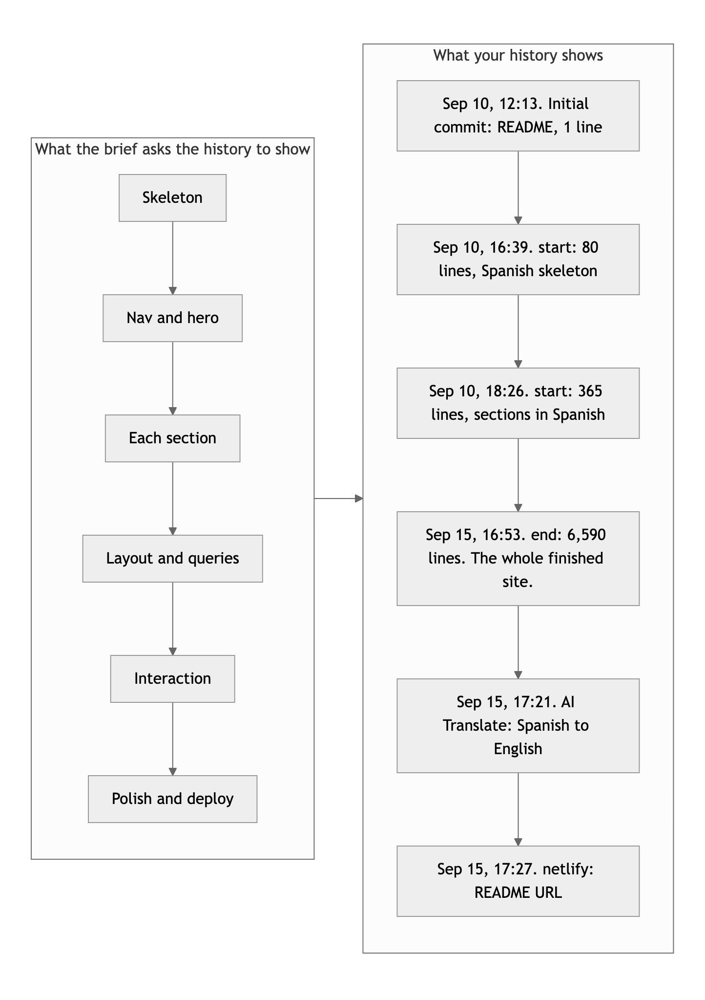 What the brief asks the history to show
Skeleton
Nav and hero
Each section
Layout and queries
Interaction
Polish and deploy
What your history shows
Sep 10, 12:13. Initial
commit: README, 1 line
Sep 10, 16:39. start: 80
lines, Spanish skeleton
Sep 10, 18:26. start: 365
lines, sections in Spanish
Sep 15, 16:53. end: 6,590
lines. The whole finished
site.
Sep 15, 17:21. AI
Translate: Spanish to
English
Sep 15, 17:27. netlify:
README URL